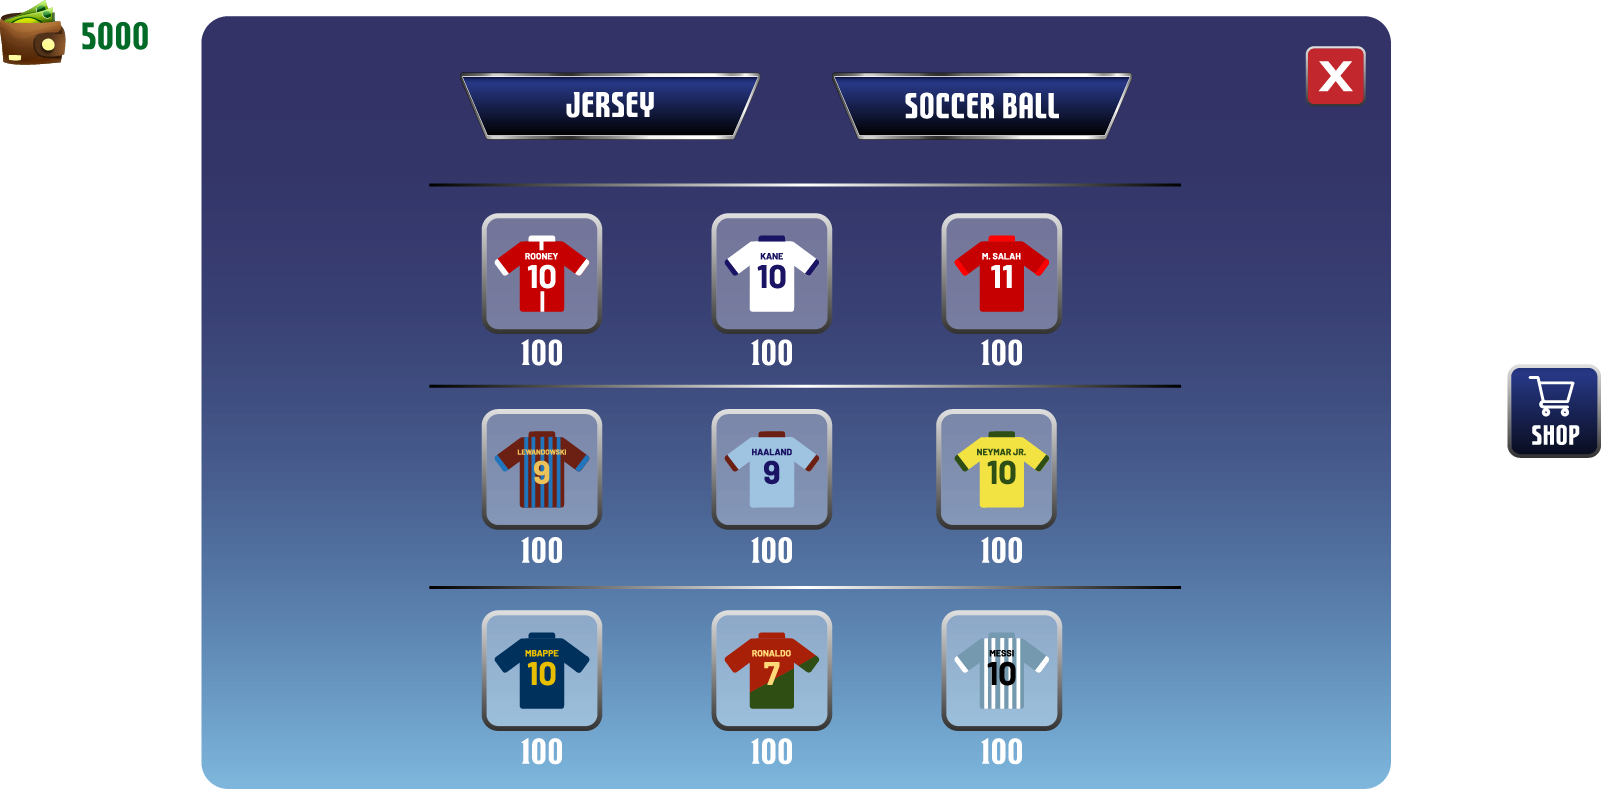 5000
JERSEY
SOCCER BALL
X
ROONEY
10
KANE
10
M. SALAH
11
100
100
100
LEWANDOWSKI
9
HAALAND
9
NEYMAR JR.
10
100
100
100
SHOP
MBAPPE
10
RONALDO
7
MESSI
10
100
100
100